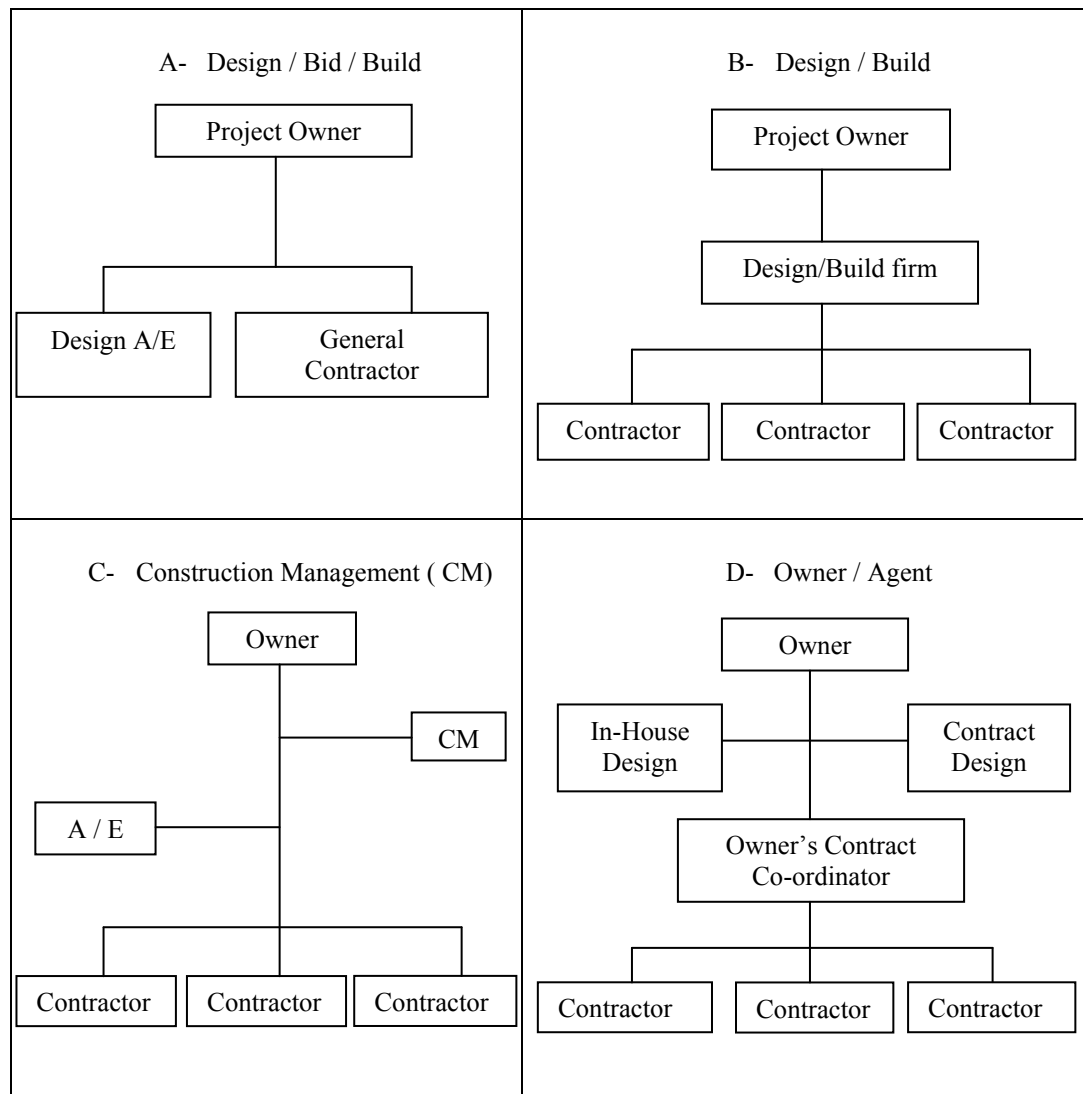 A- Design / Bid / Build
Project Owner
Design A/E
General
Contractor
B- Design / Build
Project Owner
Design/Build firm
Contractor
Contractor
Contractor
C- Construction Management ( CM)
Owner
CM
A / E
Contractor
Contractor
Contractor
D- Owner / Agent
Owner
In-House
Design
Contract
Design
Owner’s Contract
Co-ordinator
Contractor
Contractor
Contractor